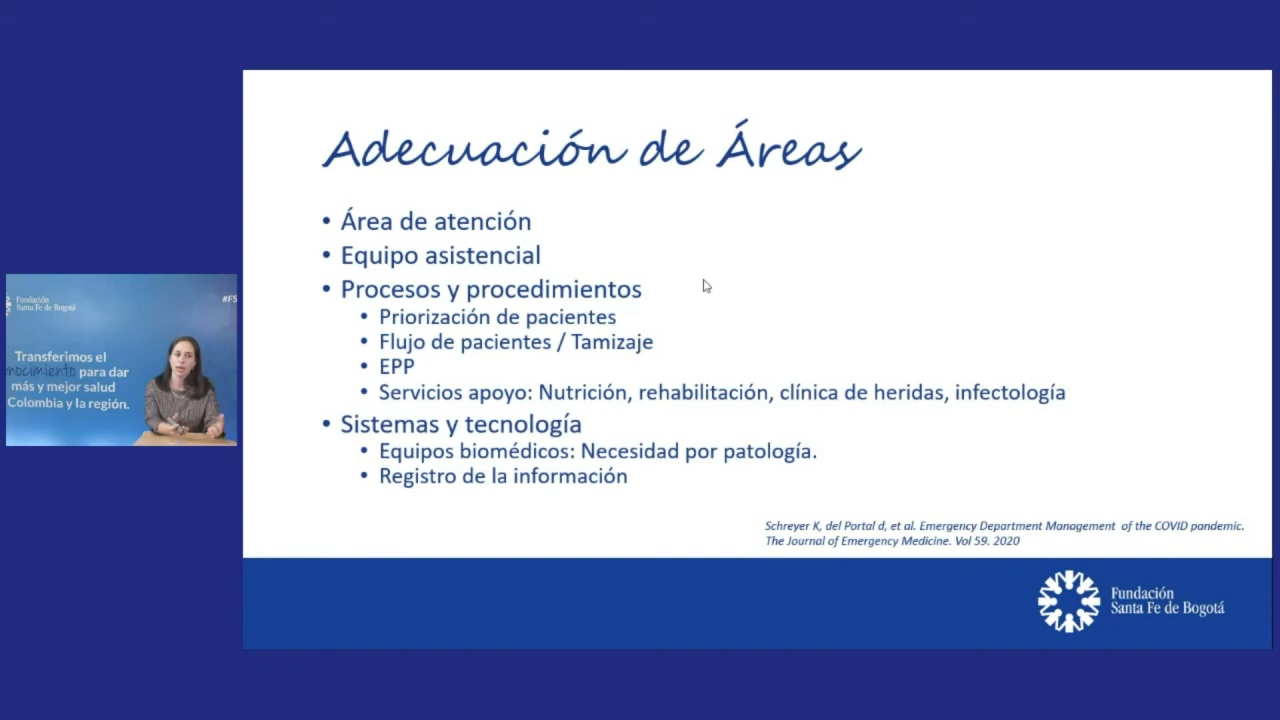 Adecuación de Áreas
• Área de atención
• Equipo asistencial
• Procesos y procedimientos
• Priorización de pacientes
• Flujo de pacientes / Tamizaje
• EPP
• Servicios apoyo: Nutrición, rehabilitación, clínica de heridas, infectología
• Sistemas y tecnología
• Equipos biomédicos: Necesidad por patología.
• Registro de la información
Schreyer K, del Portal d, et al. Emergency Department Management of the COVID pandemic.
The Journal of Emergency Medicine. Vol 59. 2020
Fundación
Santa Fe de Bogotá
Fundación
Santa Fe de Bogotá
#FS
Transferimos el
onocimiento para dar
más y mejor salud
Colombia y la región.